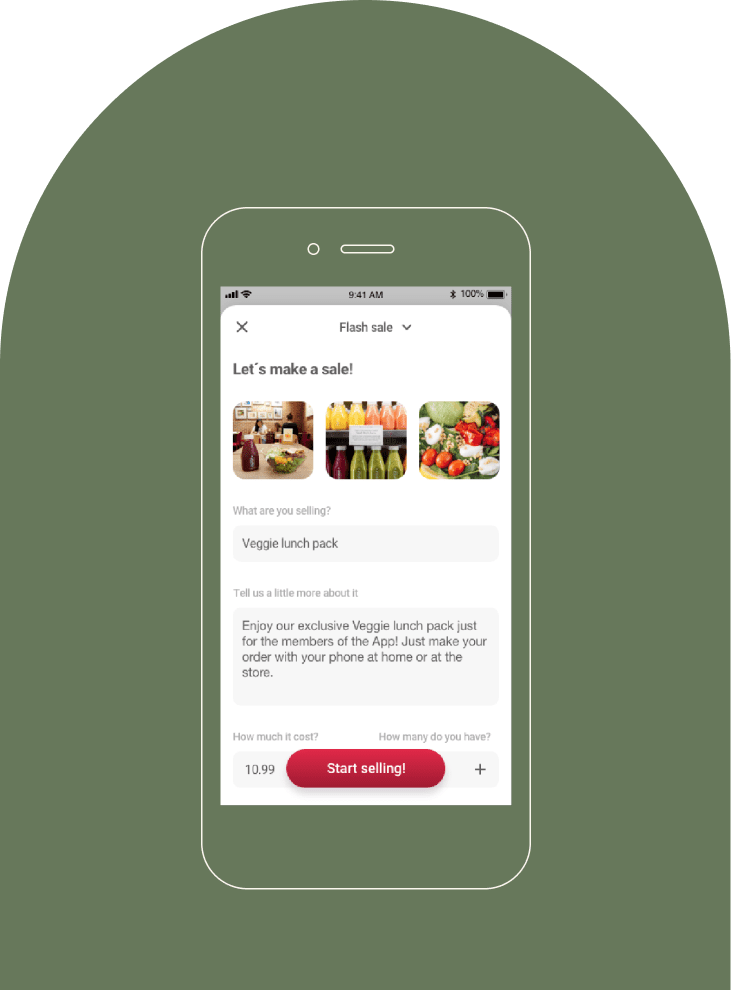 9:41 AM
100%
Flash sale
Let´s make a sale!
What are you selling?
Veggie lunch pack
Tell us a little more about it
Enjoy our exclusive Veggie lunch pack just
for the members of the App! Just make your
order with your phone at home or at the
store.
How much it cost?
How many do you have?
10.99
Start selling!
+